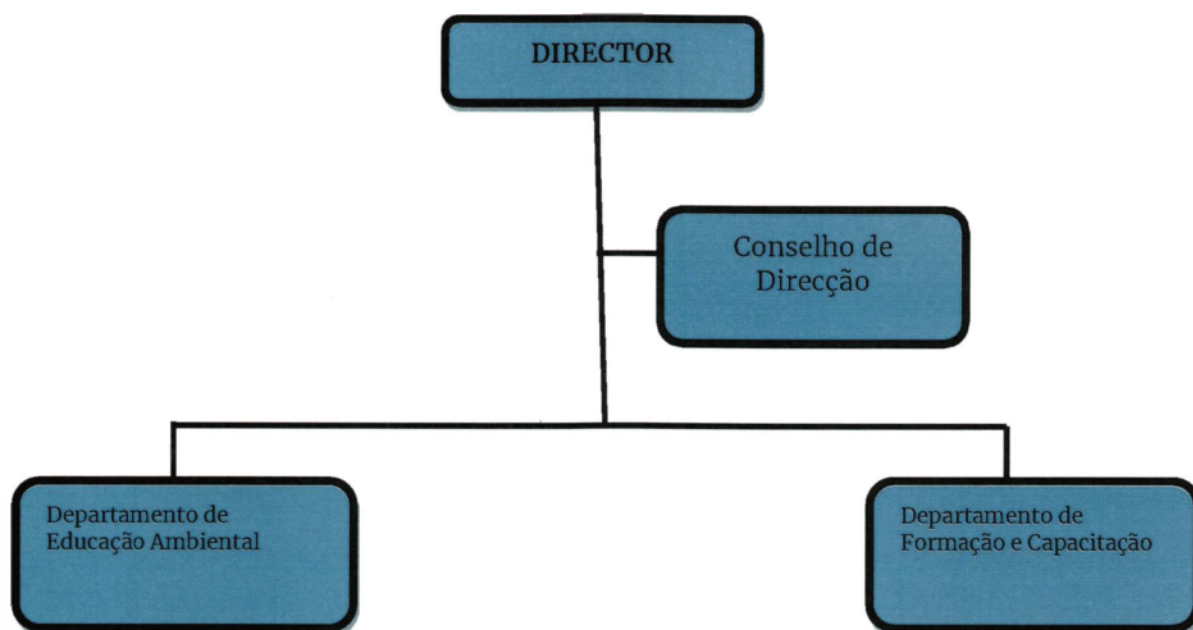 DIRECTOR
Conselho de
Direcção
Departamento de
Educação Ambiental
Departamento de
Formação e Capacitação